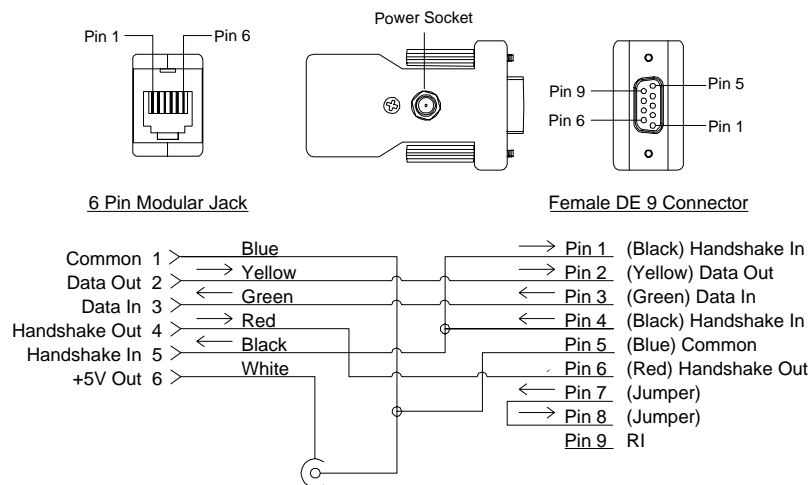 Power Socket
Pin 1
Pin 6
Pin 9
Pin 5
Pin 6
Pin 1
6 Pin Modular Jack
Female DE 9 Connector
Common 1
Blue
Pin 1 (Black) Handshake In
Data Out 2
Yellow
Pin 2 (Yellow) Data Out
Data In 3
Green
Pin 3 (Green) Data In
Handshake Out 4
Red
Pin 4 (Black) Handshake In
Handshake In 5
Black
Pin 5 (Blue) Common
+5V Out 6
White
Pin 6 (Red) Handshake Out
Pin 7 (Jumper)
Pin 8 (Jumper)
Pin 9 RI